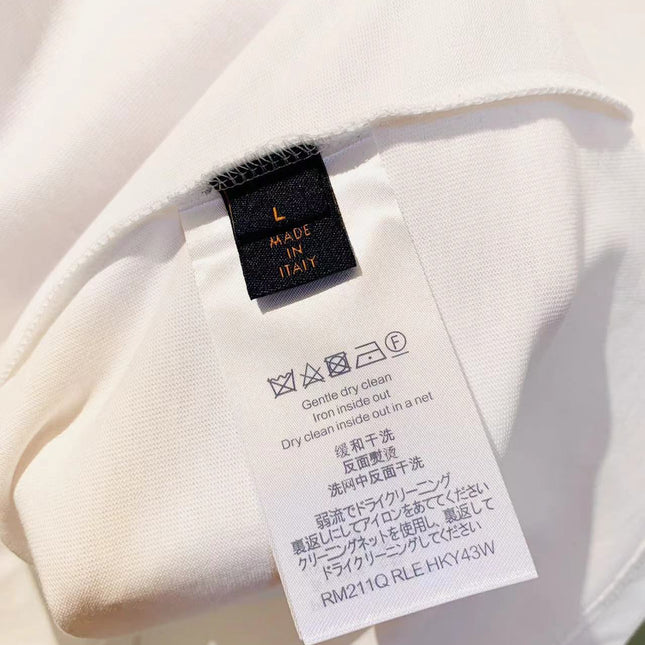 L
MADE
IN
ITALY
F
Gentle dry clean
Iron inside out
Dry clean inside out in a net
缓和干洗
反面熨烫
洗网中反面干洗
弱流でドライクリーニング
裏返しにしてアイロンをあててください
クリーニングネットを使用し、裏返して
ドライクリーニングしてください
RM211Q RLE HKY43W